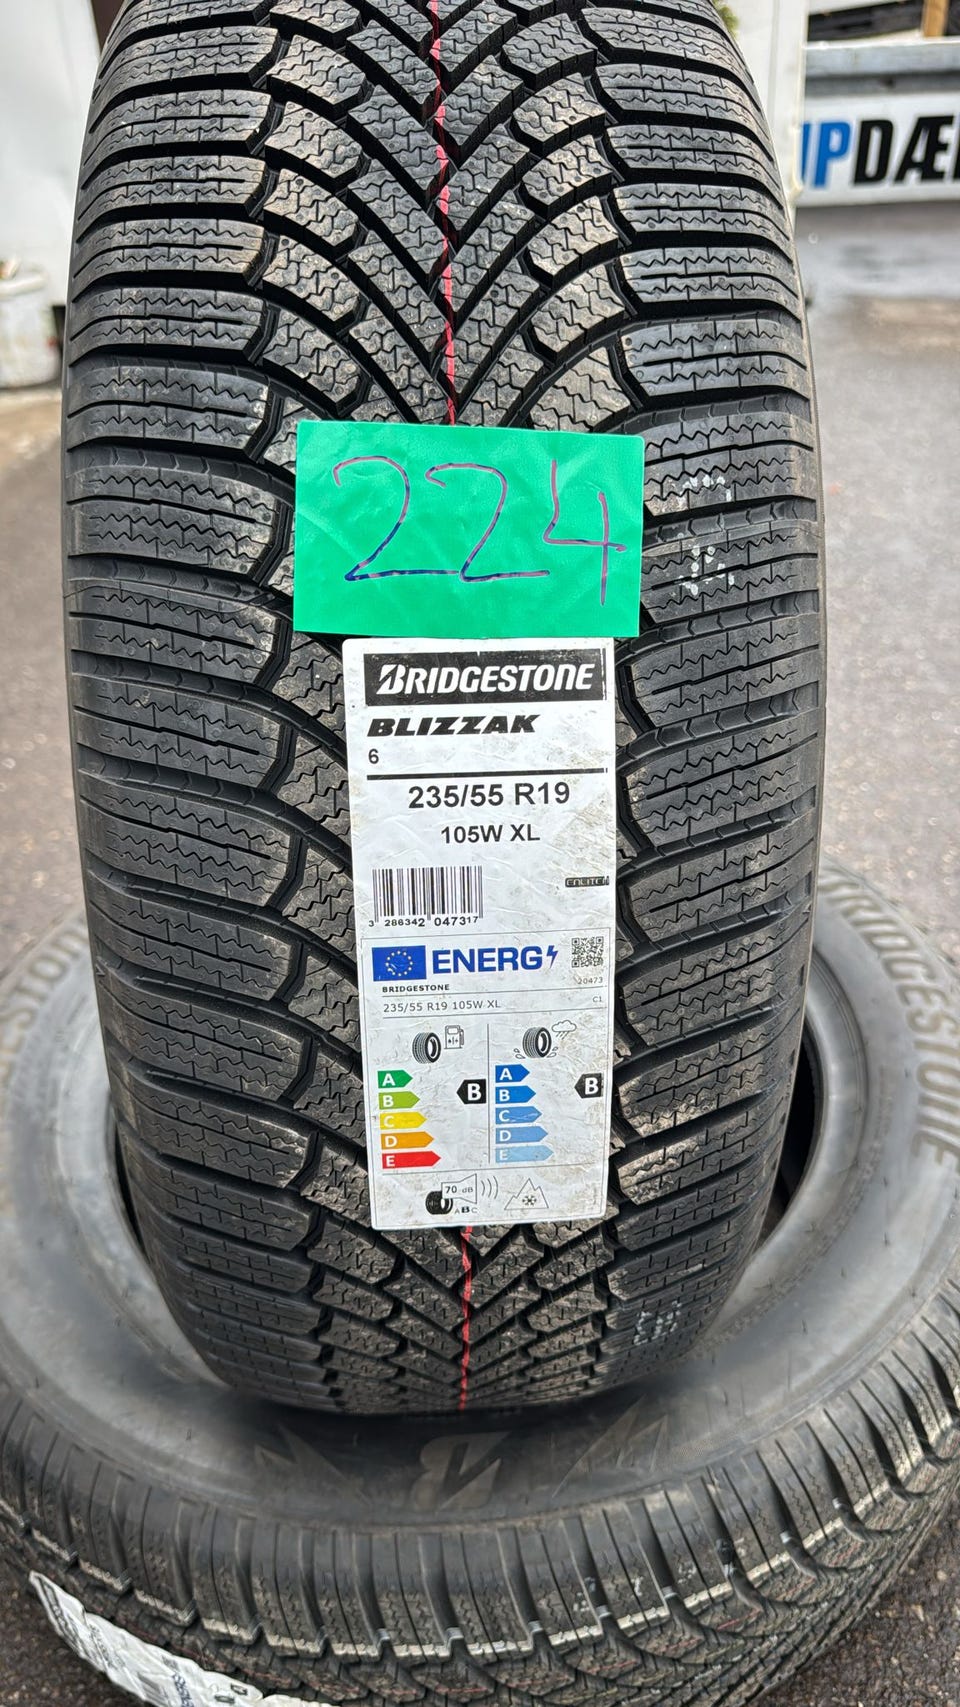 UPDÆ
224
BRIDGESTONE
BLIZZAK
6
235/55 R19
105W XL
ENLITEN
3 286342 047317
ENERG
BRIDGESTONE
20473
235/55 R19 105W XL
C1
A
B
C
D
E
B
A
B
C
D
E
B
70 dB
ABC
BRIDGESTONE